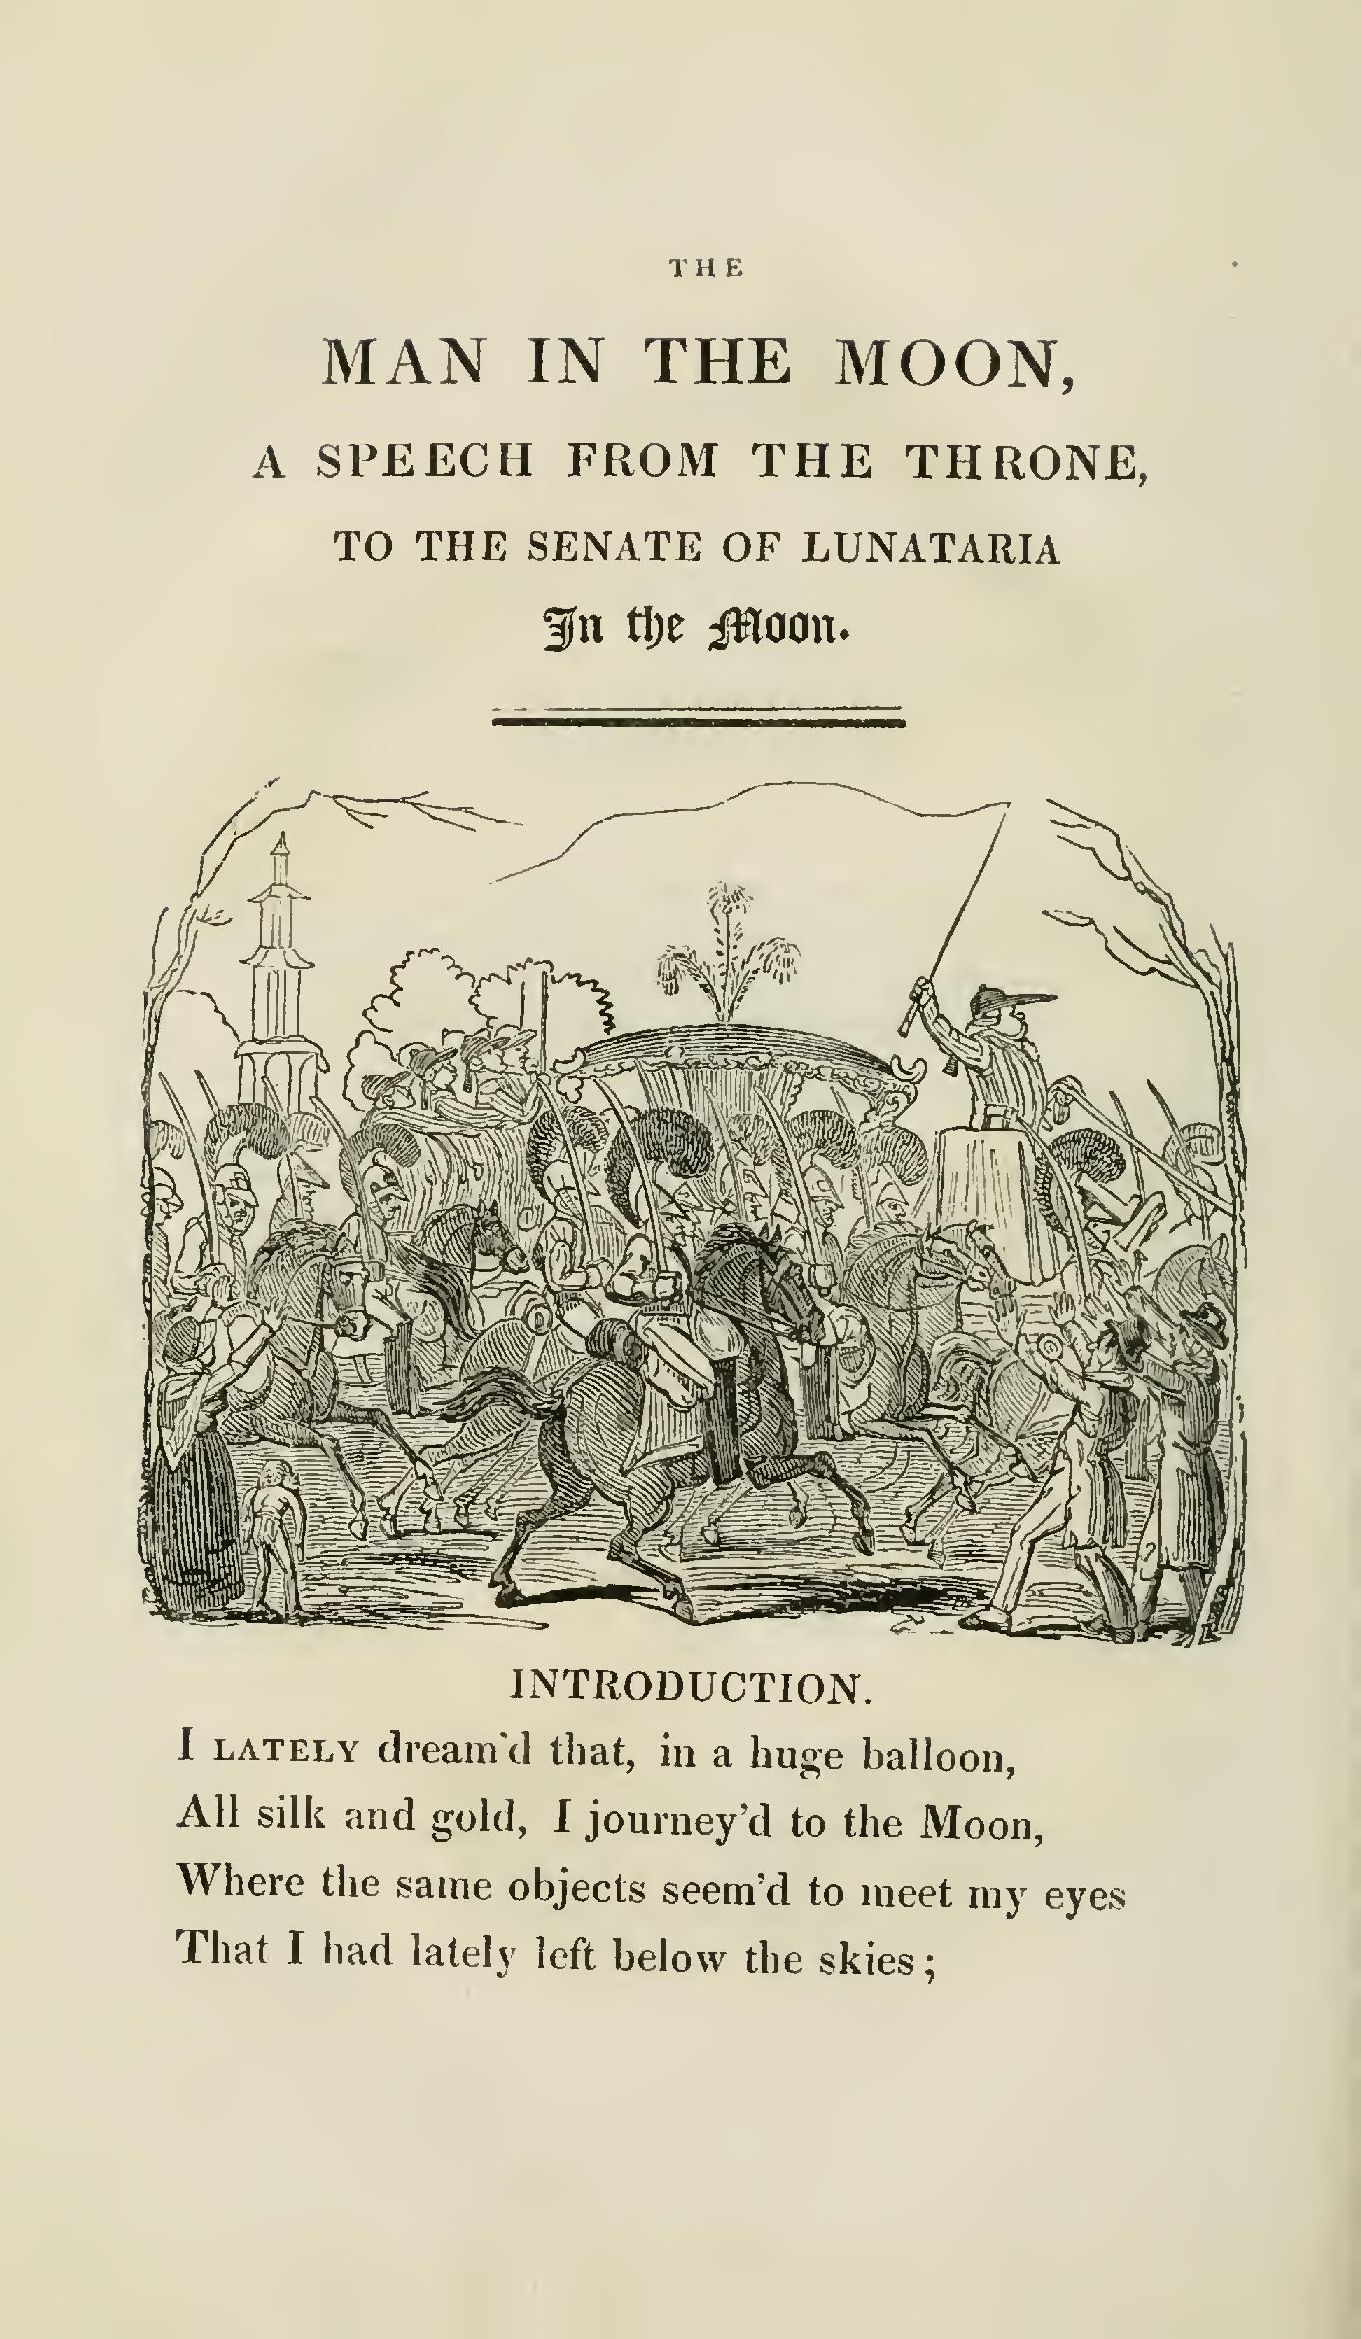 THE
MAN IN THE MOON,
A SPEECH FROM THE THRONE,
TO THE SENATE OF LUNATARIA
In the Moon.
INTRODUCTION.
I LATELY dream'd that, in a huge balloon,
All silk and gold, I journey'd to the Moon,
Where the same objects seem'd to meet my eyes
That I had lately left below the skies;